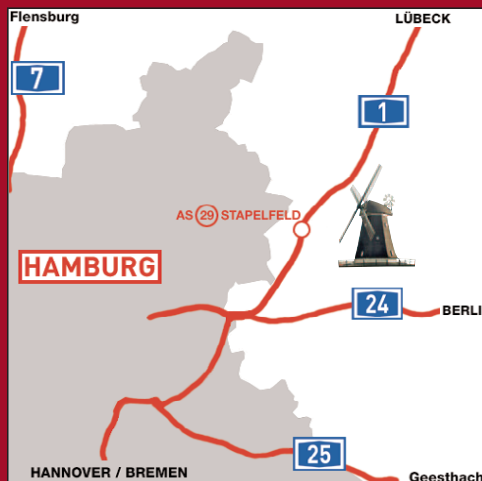 Flensburg
LÜBECK
7
1
AS 29 STAPELFELD
HAMBURG
24
BERLI
25
HANNOVER / BREMEN
Geesthach